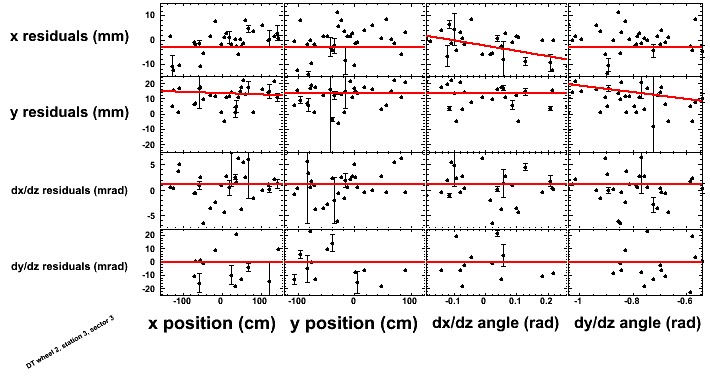 x residuals (mm)
10
0
-10
y residuals (mm)
20
10
0
-10
-20
dx/dz residuals (mrad)
5
0
-5
dy/dz residuals (mrad)
20
10
0
-10
-20
-100 0 100
-100 0 100
-0.1 0 0.1 0.2
-1 -0.8 -0.6
x position (cm)
y position (cm)
dx/dz angle (rad)
dy/dz angle (rad)
DT wheel 2, station 3, sector 3